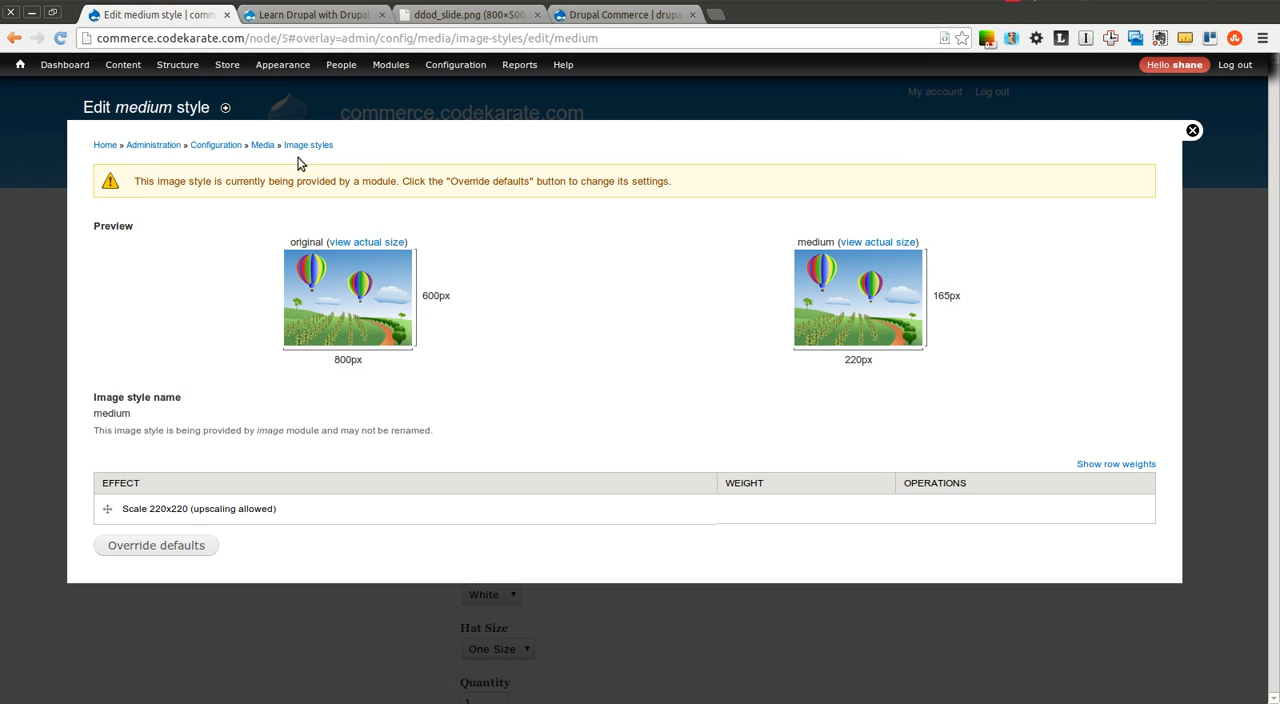 Edit medium style | comm
Learn Drupal with Drupal
ddod_slide.png (800×500
Drupal Commerce | drupa
commerce.codekarate.com/node/5#overlay=admin/config/media/image-styles/edit/medium
Dashboard Content Structure Store Appearance People Modules Configuration Reports Help Hello shane Log out
My account Log out
Edit medium style
commerce.codekarate.com
Home » Administration » Configuration » Media » Image styles
This image style is currently being provided by a module. Click the "Override defaults" button to change its settings.
Preview
original (view actual size)
600px
800px
medium (view actual size)
165px
220px
Image style name
medium
This image style is being provided by image module and may not be renamed.
Show row weights
EFFECT WEIGHT OPERATIONS
Scale 220x220 (upscaling allowed)
Override defaults
White
Hat Size
One Size
Quantity
1